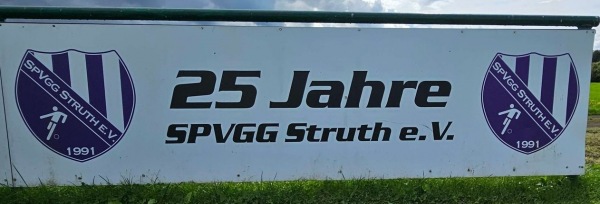 SPVGG STRUTH E.V.
1991
25 Jahre
SPVGG Struth e.V.
SPVGG STRUTH E.V.
1991